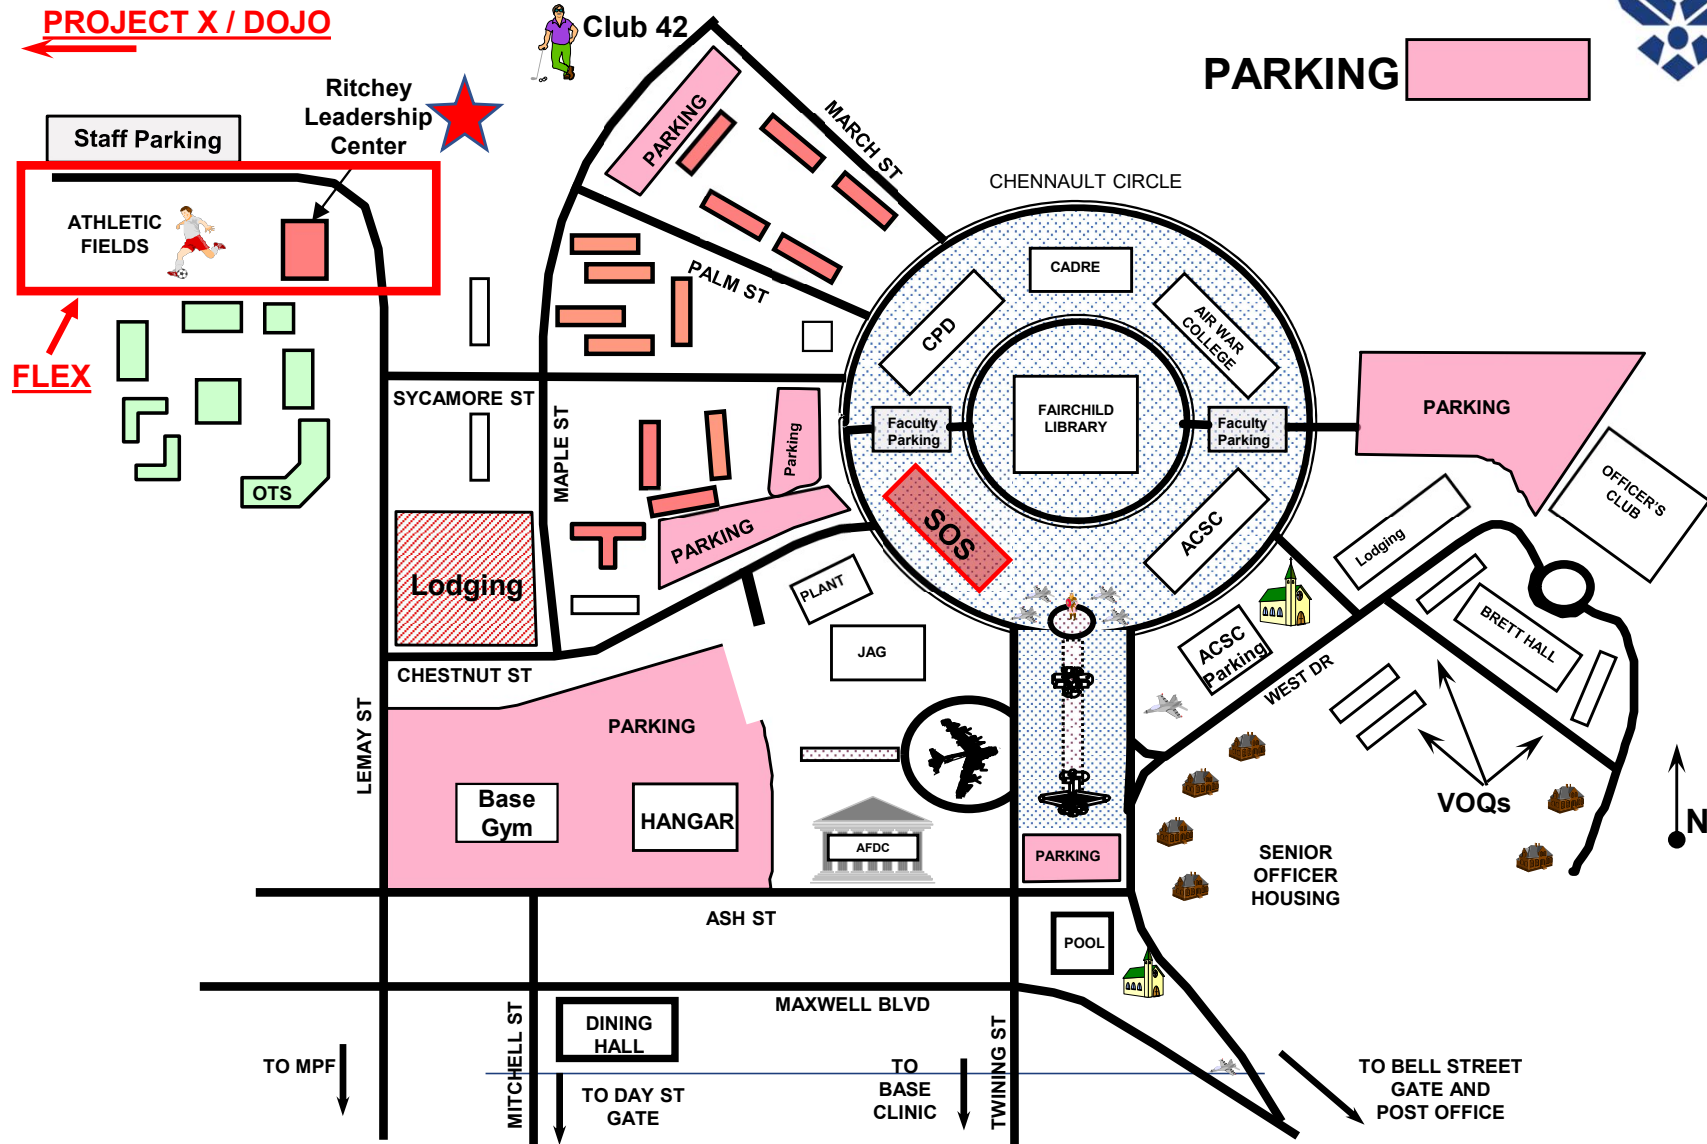 PROJECT X / DOJO
Club 42
PARKING
Ritchey
Leadership
Center
Staff Parking
ATHLETIC
FIELDS
FLEX
OTS
PARKING
MARCH ST
PALM ST
CHENNAULT CIRCLE
CADRE
CPD
AIR WAR
COLLEGE
FAIRCHILD
LIBRARY
Faculty
Parking
Faculty
Parking
SOS
ACSC
PARKING
OFFICER'S
CLUB
Lodging
BRETT HALL
SYCAMORE ST
MAPLE ST
Parking
PARKING
Lodging
CHESTNUT ST
LEMAY ST
PLANT
JAG
ACSC
Parking
WEST DR
PARKING
Base
Gym
HANGAR
AFDC
PARKING
VOQs
N
SENIOR
OFFICER
HOUSING
ASH ST
POOL
MAXWELL BLVD
MITCHELL ST
DINING
HALL
TWINING ST
TO MPF
TO DAY ST
GATE
TO
BASE
CLINIC
TO BELL STREET
GATE AND
POST OFFICE